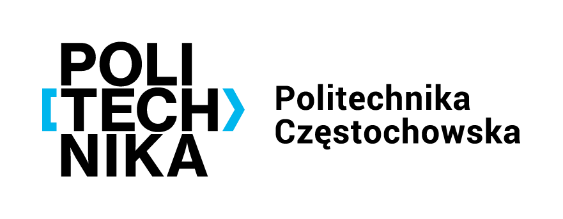 POLI
[TECH>
NIKA
Politechnika
Częstochowska